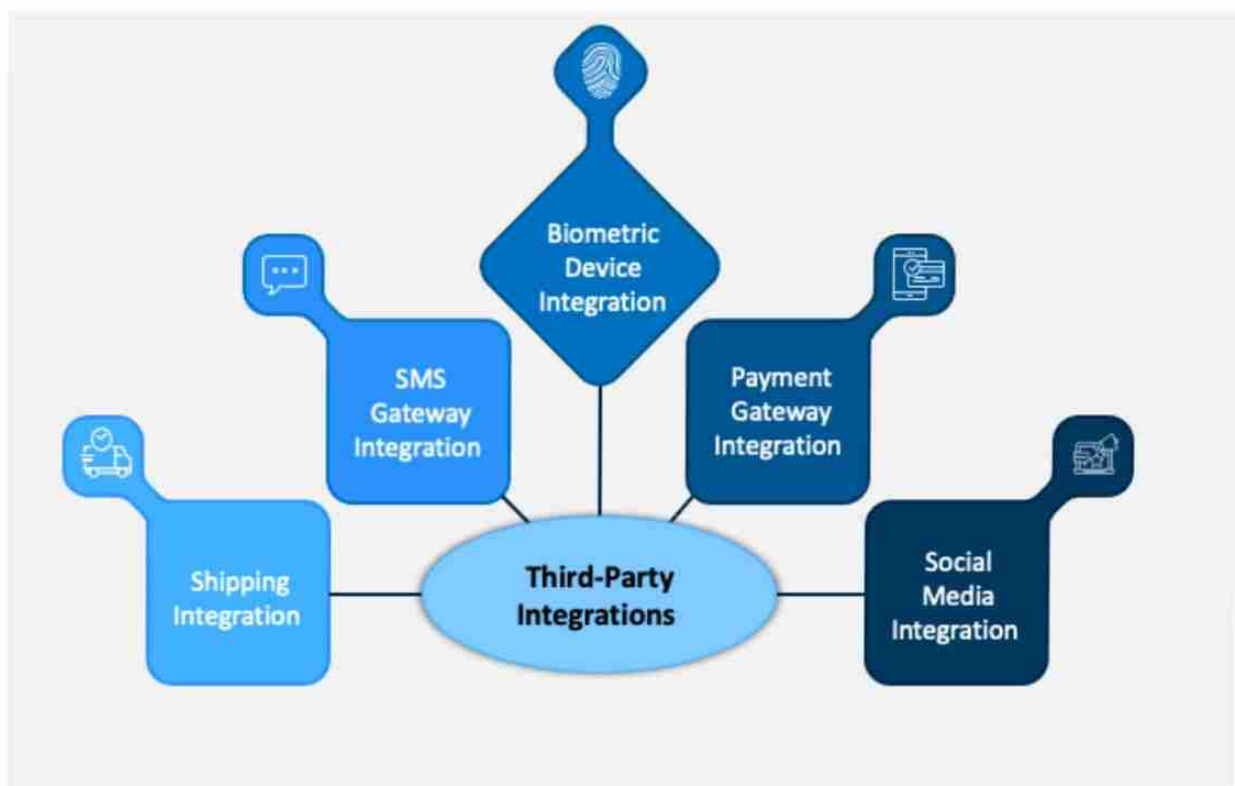 Biometric
Device
Integration
SMS
Gateway
Integration
Payment
Gateway
Integration
Shipping
Integration
Third-Party
Integrations
Social
Media
Integration